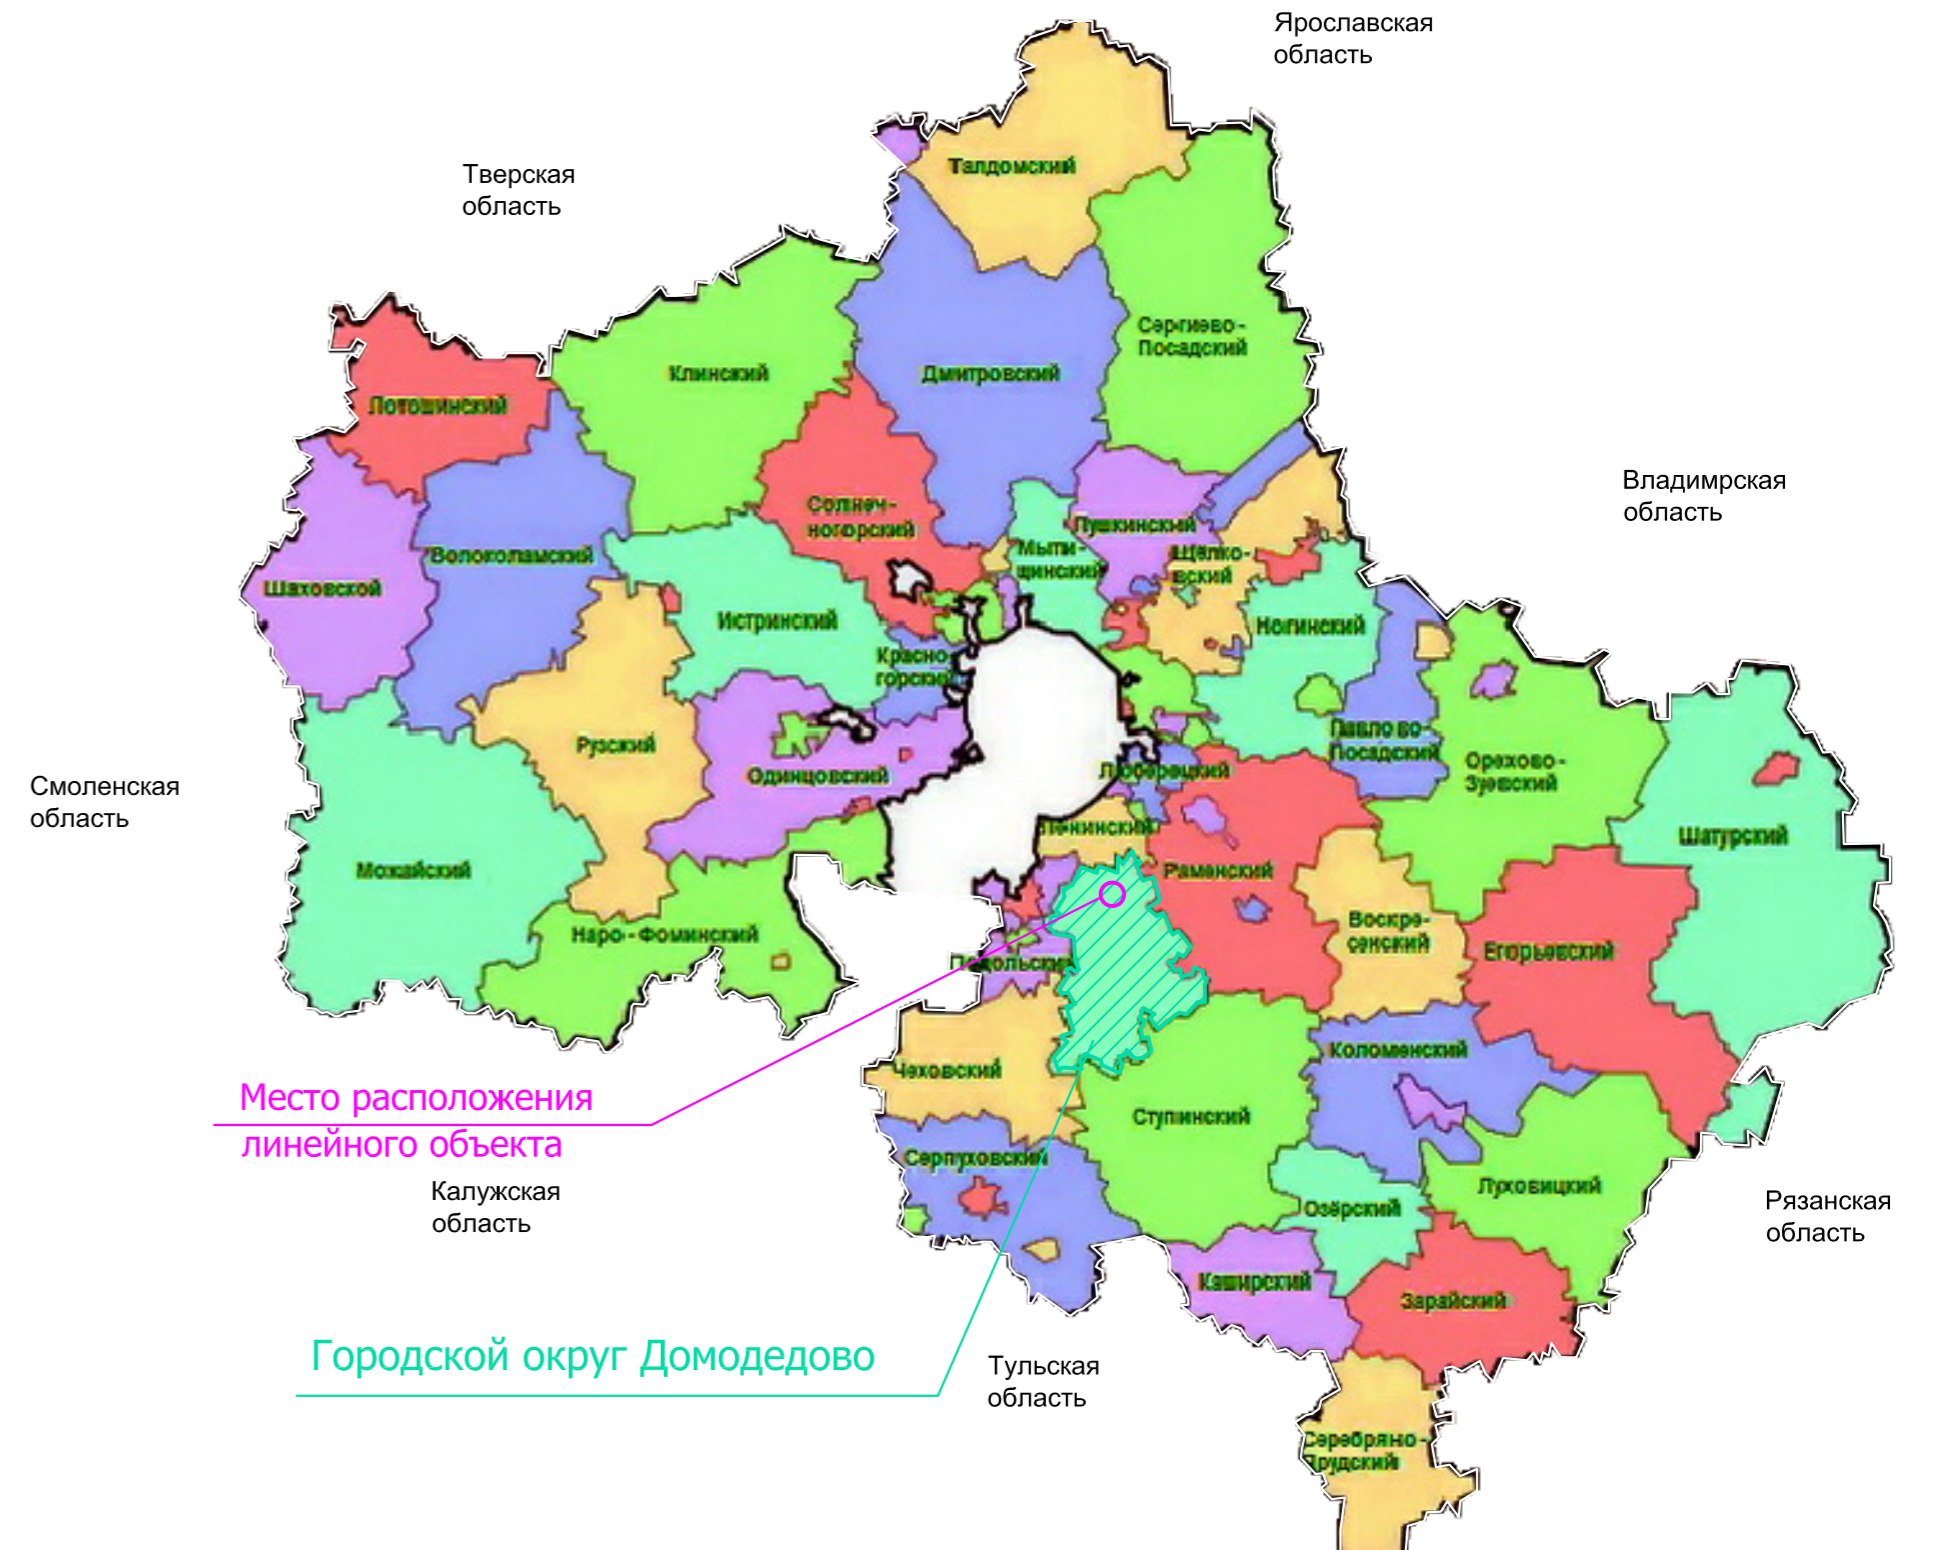 Ярославская
область
Тверская
область
Талдомский
Сергиево-
Посадский
Клинский
Дмитровский
Лотошинский
Владимрская
область
Солнеч-
ногорский
Пушкинский
Мыти-
щинский
Щёлко-
вский
Волоколамский
Шаховской
Истринский
Ногинский
Красно-
горский
Павлово-
Посадский
Рузский
Одинцовский
Люберецкий
Орехово-
Зуевский
Смоленская
область
Ленинский
Шатурский
Можайский
Раменский
Воскре-
сенский
Наро-Фоминский
Егорьевский
Подольский
Коломенский
Чеховский
Место расположения
линейного объекта
Ступинский
Серпуховский
Луховицкий
Калужская
область
Озёрский
Рязанская
область
Каширский
Зарайский
Городской округ Домодедово
Тульская
область
Серебряно-
Прудский